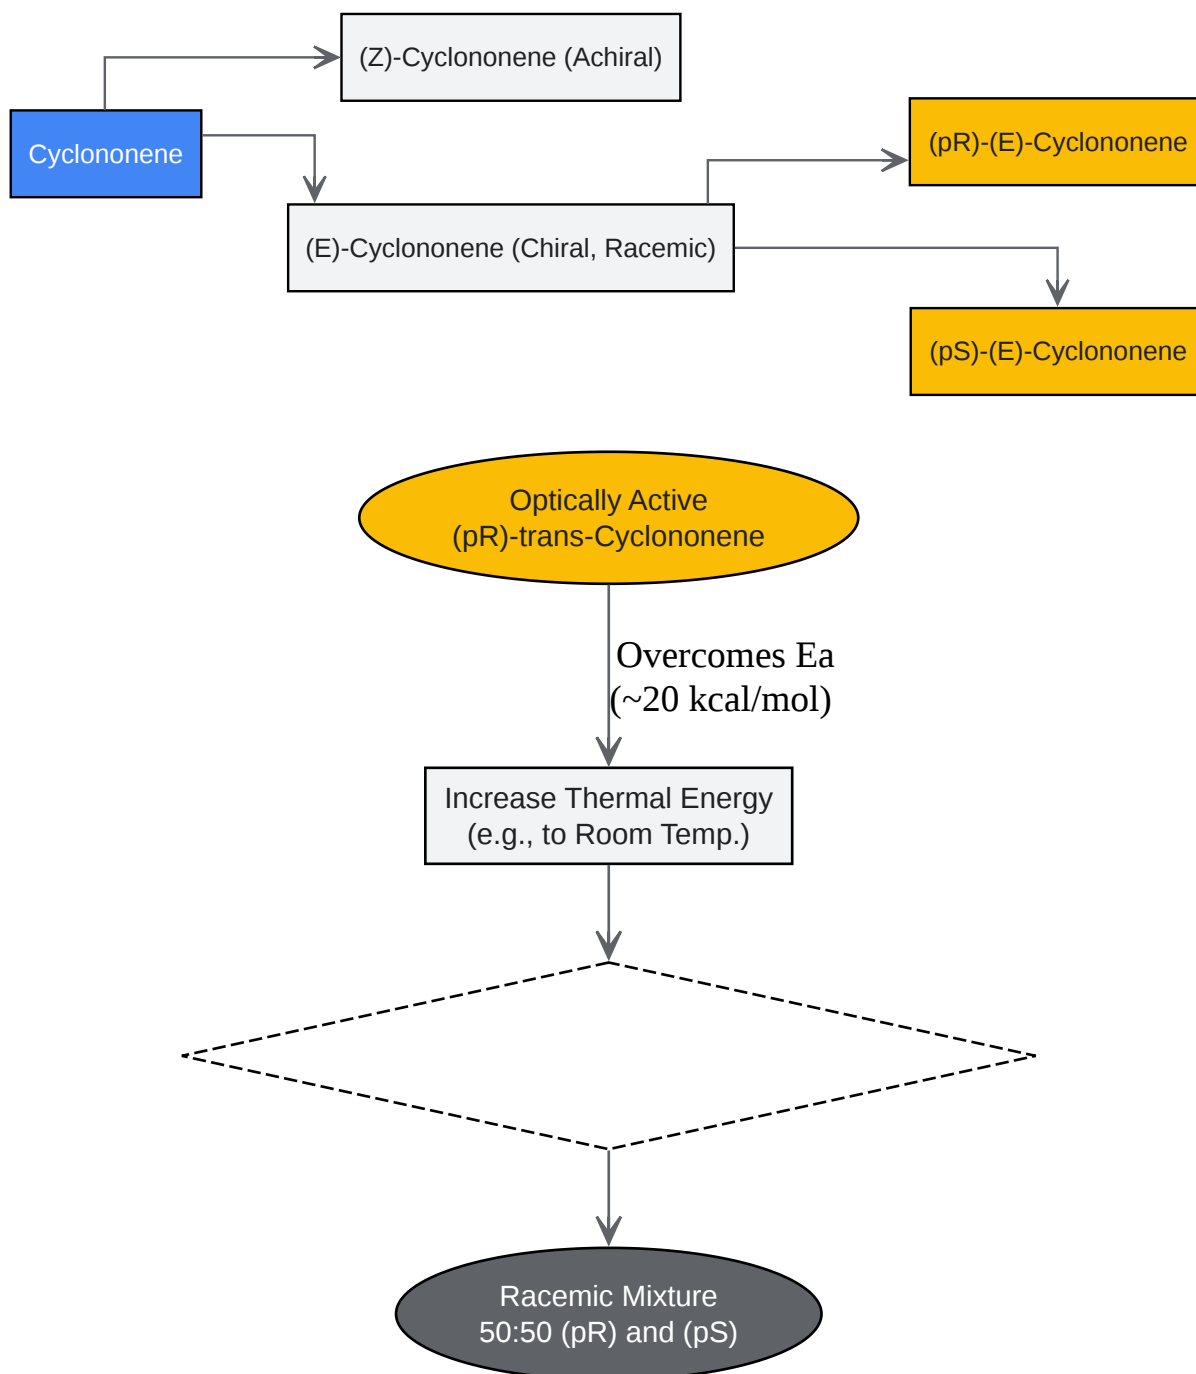 (Z)-Cyclononene (Achiral)
Cyclononene
(pR)-(E)-Cyclononene
(E)-Cyclononene (Chiral, Racemic)
(pS)-(E)-Cyclononene
Optically Active
(pR)-trans-Cyclononene
Overcomes Ea
(~20 kcal/mol)
Increase Thermal Energy
(e.g., to Room Temp.)
Racemic Mixture
50:50 (pR) and (pS)